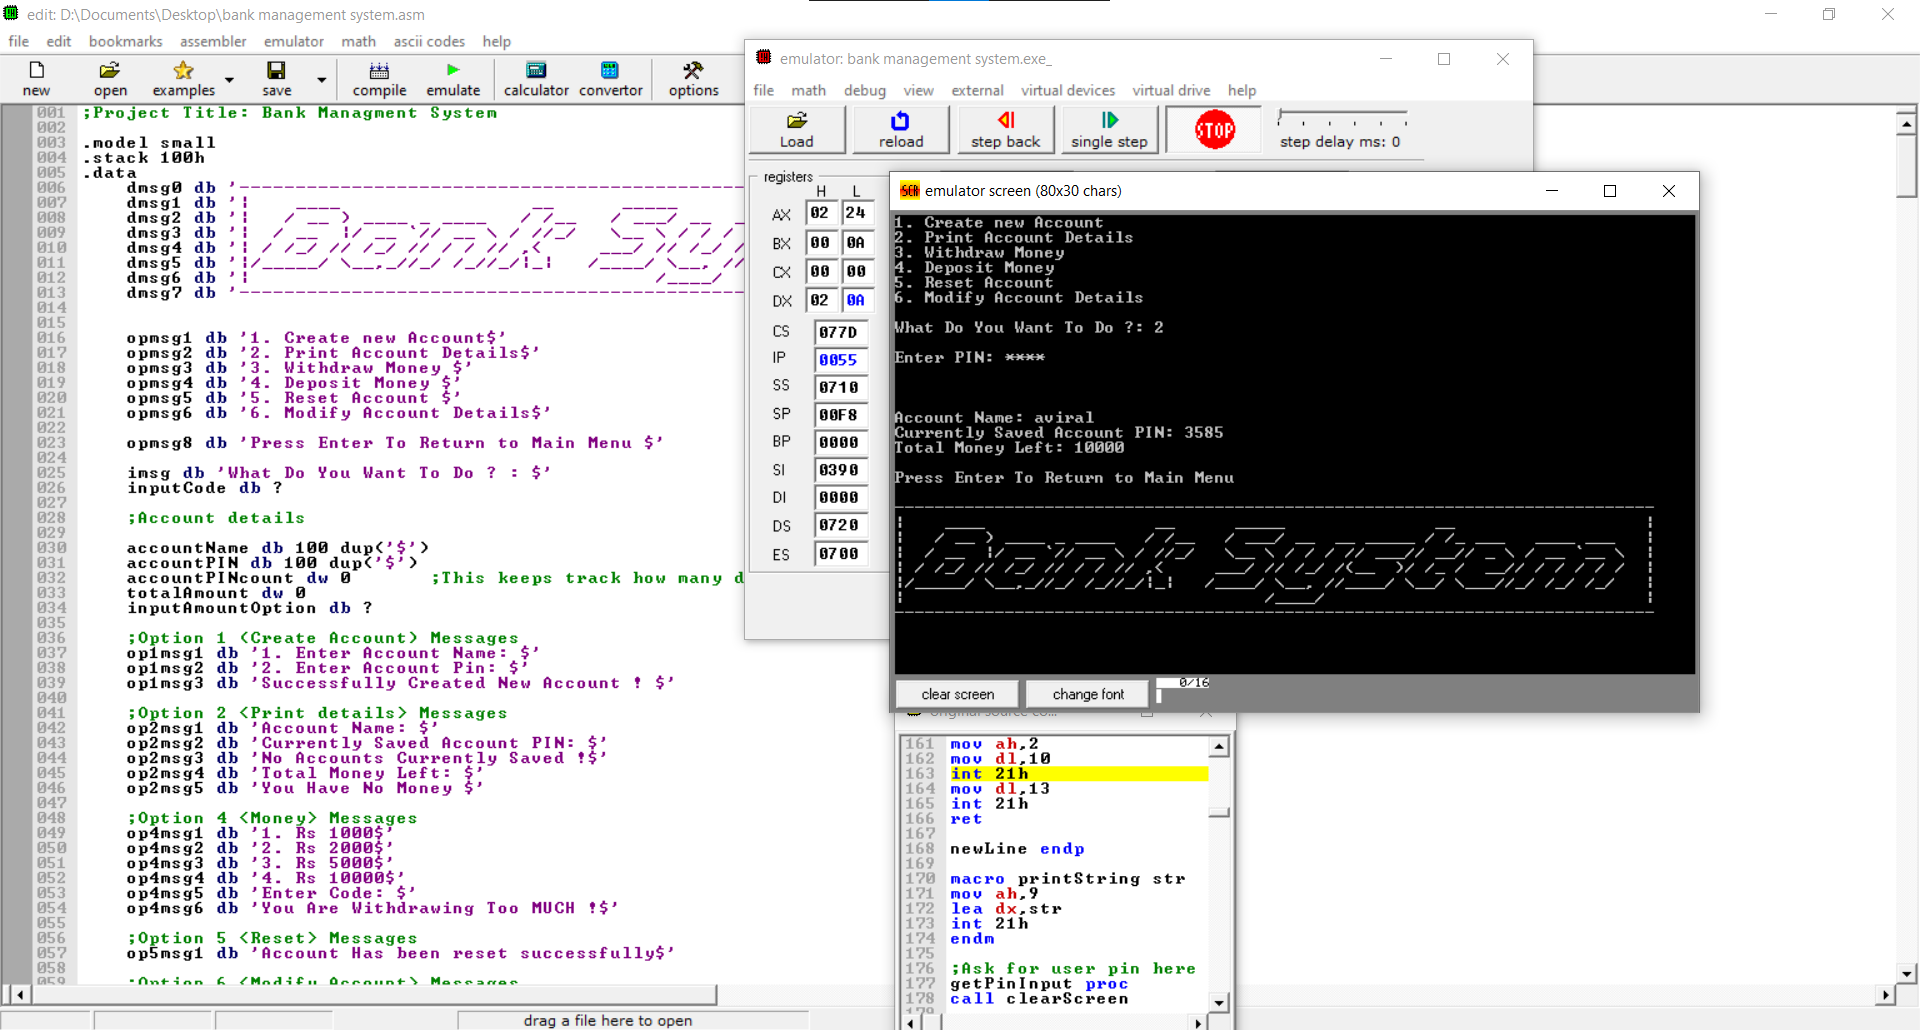 edit: D:\Documents\Desktop\bank management system.asm
file edit bookmarks assembler emulator math ascii codes help
new open examples save compile emulate calculator convertor options
001 ;Project Title: Bank Managment System
002
003 .model small
004 .stack 100h
005 .data
006 dmsg0 db '
007 dmsg1 db '
008 dmsg2 db '
009 dmsg3 db '
010 dmsg4 db '
011 dmsg5 db '
012 dmsg6 db '
013 dmsg7 db '
014
015
016 opmsg1 db '1. Create new Account$'
017 opmsg2 db '2. Print Account Details$'
018 opmsg3 db '3. Withdraw Money $'
019 opmsg4 db '4. Deposit Money $'
020 opmsg5 db '5. Reset Account $'
021 opmsg6 db '6. Modify Account Details$'
022
023 opmsg8 db 'Press Enter To Return to Main Menu $'
024
025 imsg db 'What Do You Want To Do ? : $'
026 inputCode db ?
027
028 ;Account details
029
030 accountName db 100 dup('$')
031 accountPIN db 100 dup('$')
032 accountPINcount dw 0 ;This keeps track how many d
033 totalAmount dw 0
034 inputAmountOption db ?
035
036 ;Option 1 <Create Account> Messages
037 op1msg1 db '1. Enter Account Name: $'
038 op1msg2 db '2. Enter Account Pin: $'
039 op1msg3 db 'Successfully Created New Account ! $'
040
041 ;Option 2 <Print details> Messages
042 op2msg1 db 'Account Name: $'
043 op2msg2 db 'Currently Saved Account PIN: $'
044 op2msg3 db 'No Accounts Currently Saved !$'
045 op2msg4 db 'Total Money Left: $'
046 op2msg5 db 'You Have No Money $'
047
048 ;Option 4 <Money> Messages
049 op4msg1 db '1. Rs 1000$'
050 op4msg2 db '2. Rs 2000$'
051 op4msg3 db '3. Rs 5000$'
052 op4msg4 db '4. Rs 10000$'
053 op4msg5 db 'Enter Code: $'
054 op4msg6 db 'You Are Withdrawing Too MUCH !$'
055
056 ;Option 5 <Reset> Messages
057 op5msg1 db 'Account Has been reset successfully$'
058
059 ;Option 6 <Modify Account> Messages
drag a file here to open
emulator: bank management system.exe_
file math debug view external virtual devices virtual drive help
Load reload step back single step STOP step delay ms: 0
registers
H L
AX 02 24
BX 00 0A
CX 00 00
DX 02 0A
CS 077D
IP 0055
SS 0710
SP 00F8
BP 0000
SI 0390
DI 0000
DS 0720
ES 0700
SCR emulator screen (80x30 chars)
1. Create new Account
2. Print Account Details
3. Withdraw Money
4. Deposit Money
5. Reset Account
6. Modify Account Details
What Do You Want To Do ?: 2
Enter PIN: ****
Account Name: aviral
Currently Saved Account PIN: 3585
Total Money Left: 10000
Press Enter To Return to Main Menu
Bank System
clear screen change font 0/16
original source co...
161 mov ah,2
162 mov dl,10
163 int 21h
164 mov dl,13
165 int 21h
166 ret
167
168 newLine endp
169
170 macro printString str
171 mov ah,9
172 lea dx,str
173 int 21h
174 endm
175
176 ;Ask for user pin here
177 getPinInput proc
178 call clearScreen
179